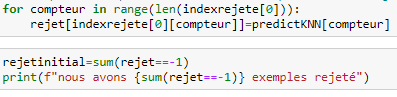 for compteur in range(len(indexrejete[0])):
    rejet[indexrejete[0][compteur]]=predictKNN[compteur]
rejetinitial=sum(rejet==-1)
print(f"nous avons {sum(rejet==-1)} exemples rejeté")